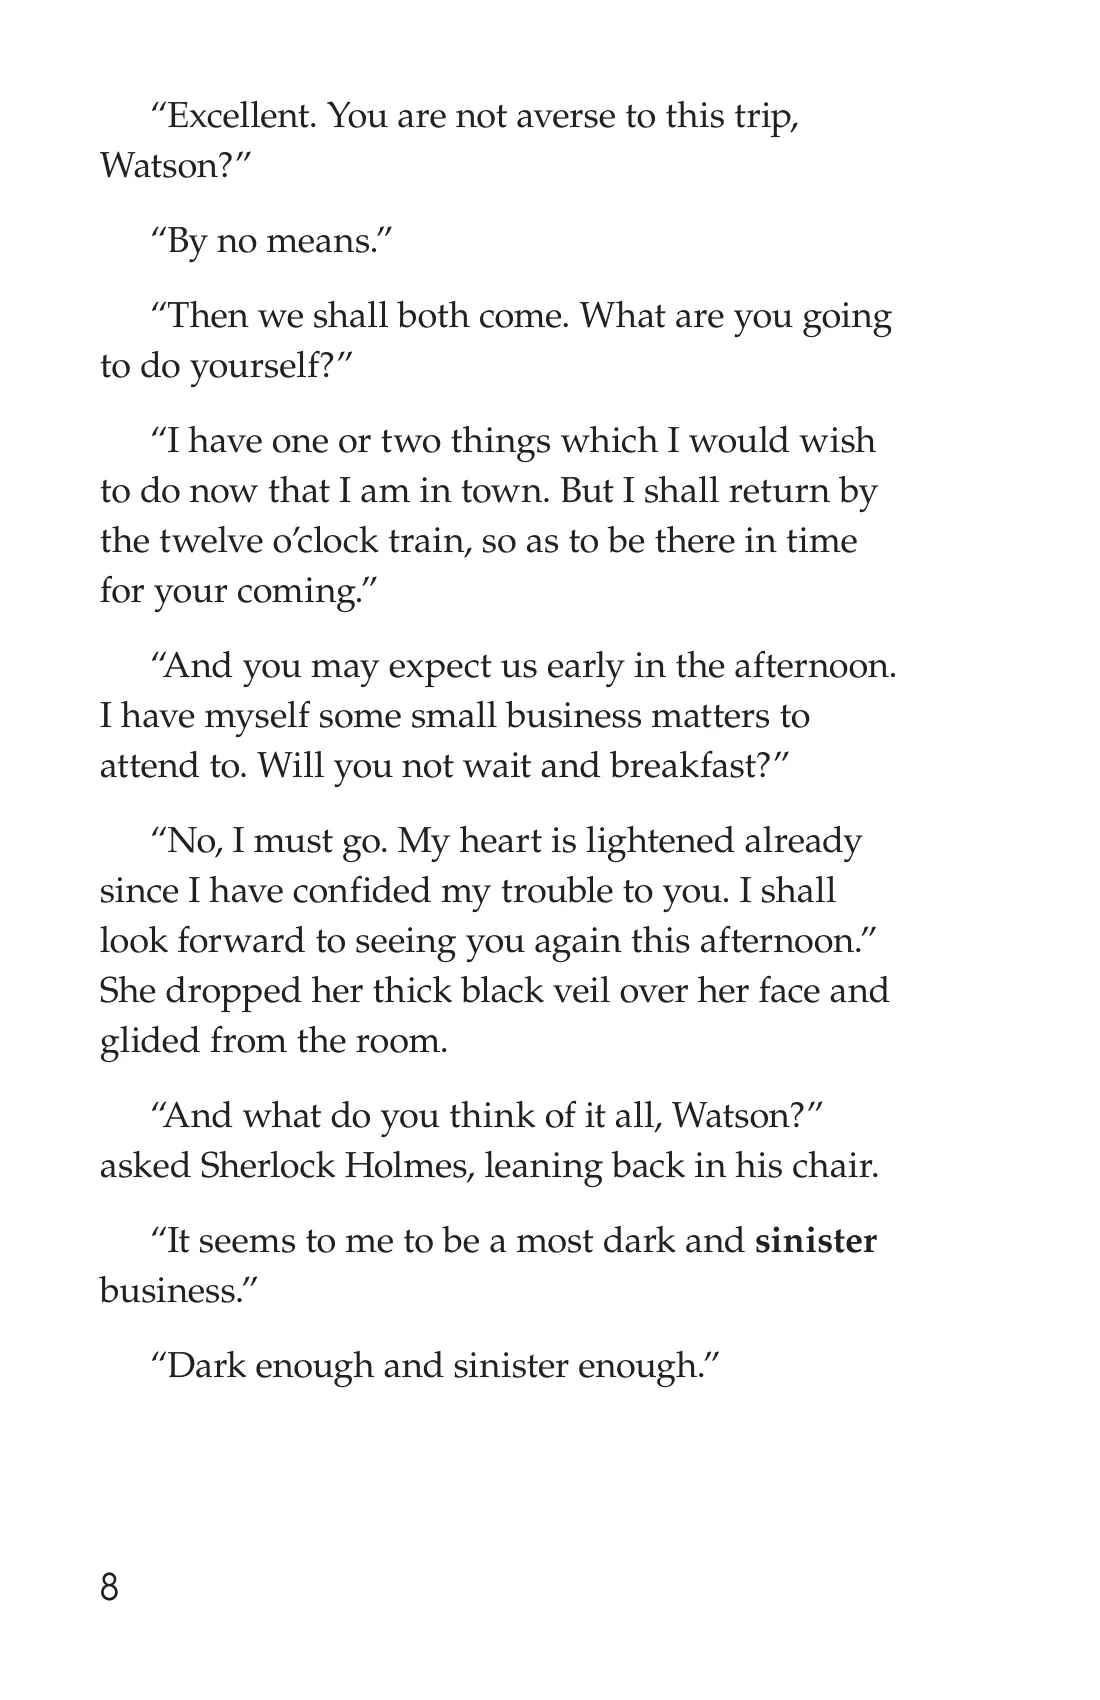 “Excellent. You are not averse to this trip,
Watson?”
“By no means.”
“Then we shall both come. What are you going
to do yourself?”
“I have one or two things which I would wish
to do now that I am in town. But I shall return by
the twelve o’clock train, so as to be there in time
for your coming.”
“And you may expect us early in the afternoon.
I have myself some small business matters to
attend to. Will you not wait and breakfast?”
“No, I must go. My heart is lightened already
since I have confided my trouble to you. I shall
look forward to seeing you again this afternoon.”
She dropped her thick black veil over her face and
glided from the room.
“And what do you think of it all, Watson?”
asked Sherlock Holmes, leaning back in his chair.
“It seems to me to be a most dark and sinister
business.”
“Dark enough and sinister enough.”
8